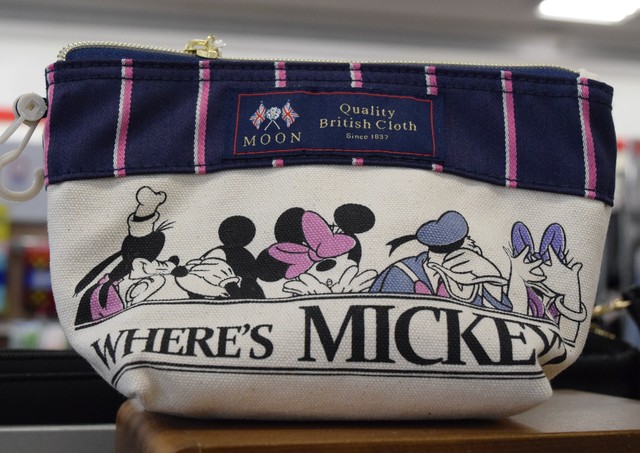 MOON
Quality
British Cloth
Since 1837
WHERE'S MICKEY